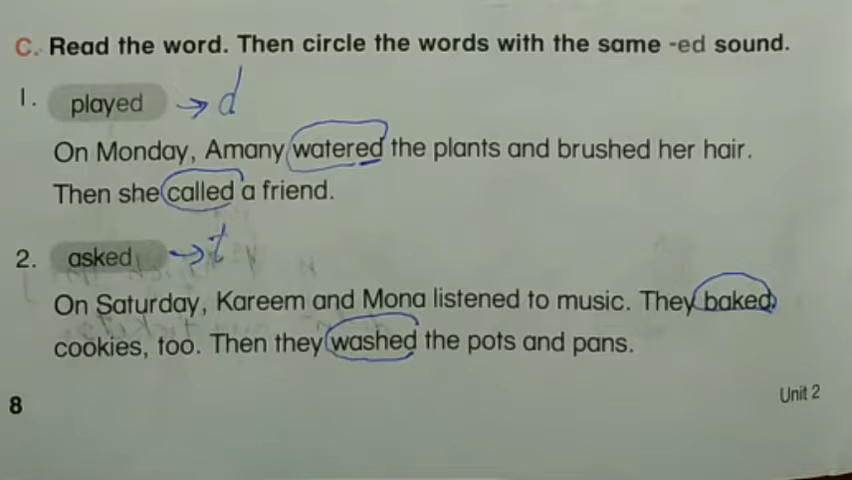 C. Read the word. Then circle the words with the same -ed sound.
1. played → d
On Monday, Amany watered the plants and brushed her hair.
Then she called a friend.
2. asked → t
On Saturday, Kareem and Mona listened to music. They baked
cookies, too. Then they washed the pots and pans.
8
Unit 2